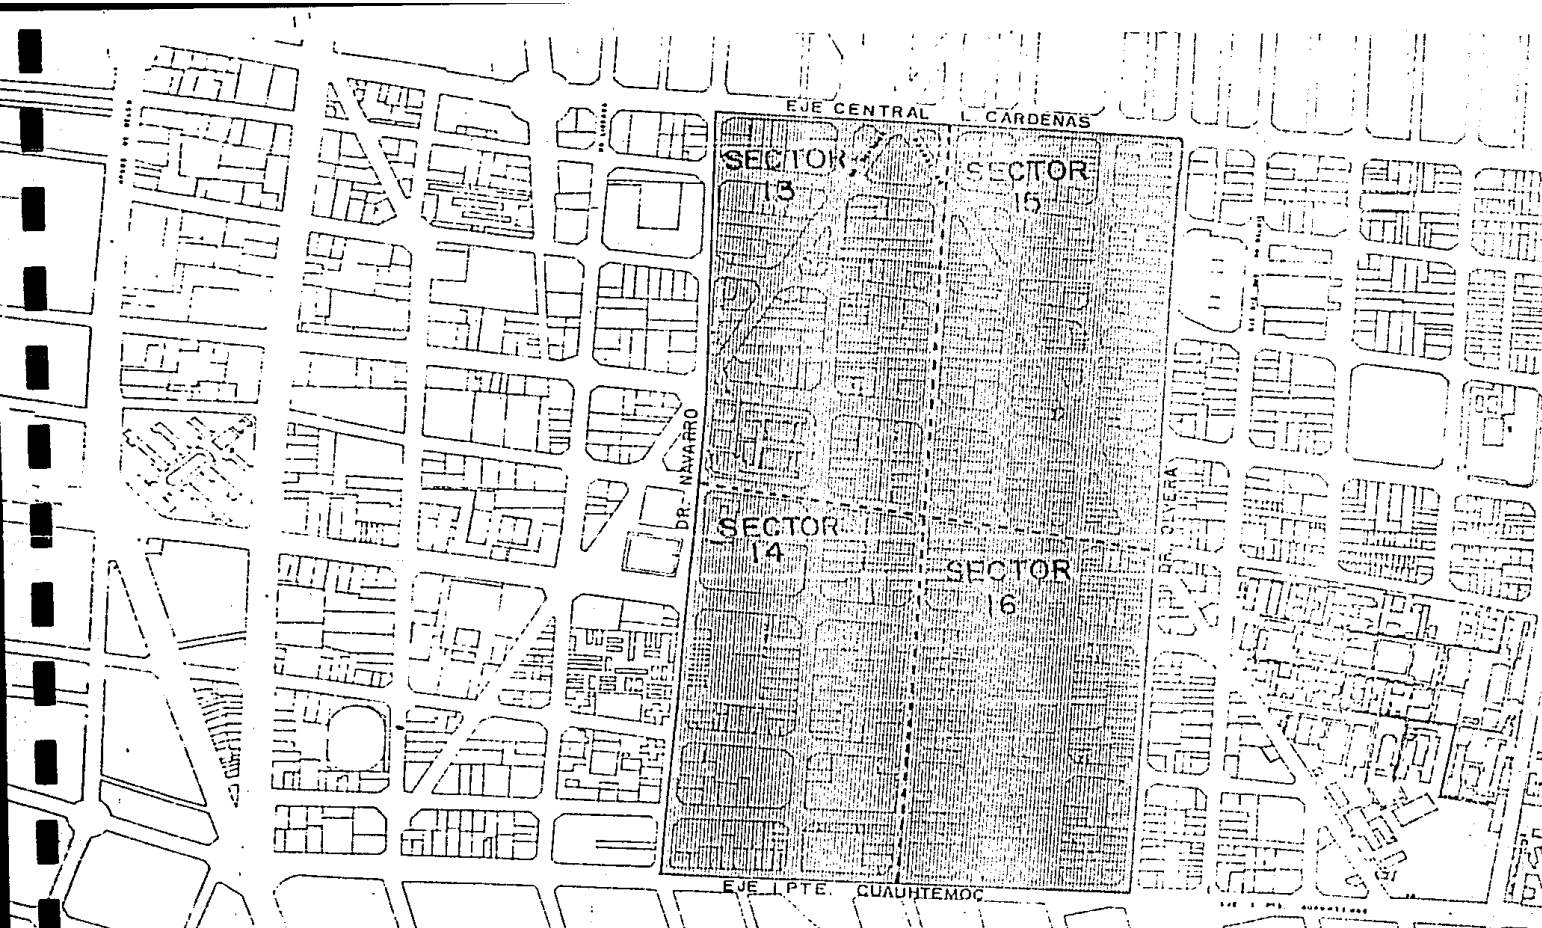 EJE CENTRAL L. CARDENAS
SECTOR
13
SECTOR
15
DR. NAVARRO
OLVERA
SECTOR
14
SECTOR
16
EJE 1 PTE. CUAUHTEMOC